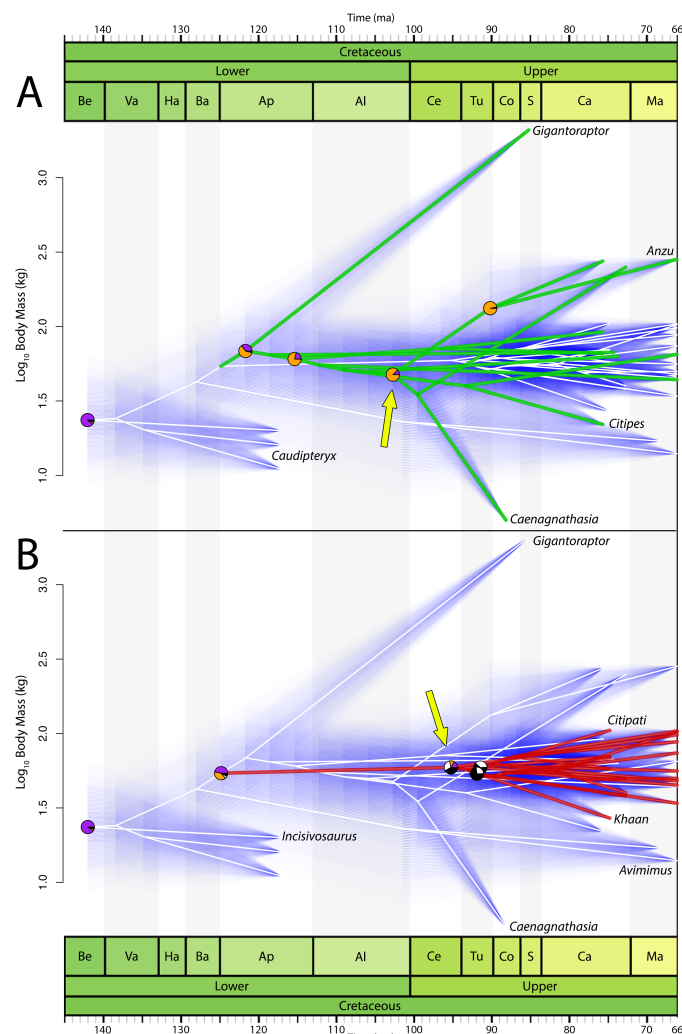 Time (ma)
140 130 120 110 100 90 80 70 66
Cretaceous
Lower Upper
Be Va Ha Ba Ap Al Ce Tu Co S Ca Ma
A
Gigantoraptor
3.0
Anzu
2.5
Log10 Body Mass (kg)
2.0
1.5
Citipes
Caudipteryx
1.0
Caenagnathasia
B
Gigantoraptor
3.0
2.5
Citipati
Log10 Body Mass (kg)
2.0
1.5
Khaan
Incisivosaurus
Avimimus
1.0
Caenagnathasia
Be Va Ha Ba Ap Al Ce Tu Co S Ca Ma
Lower Upper
Cretaceous
140 130 120 110 100 90 80 70 66